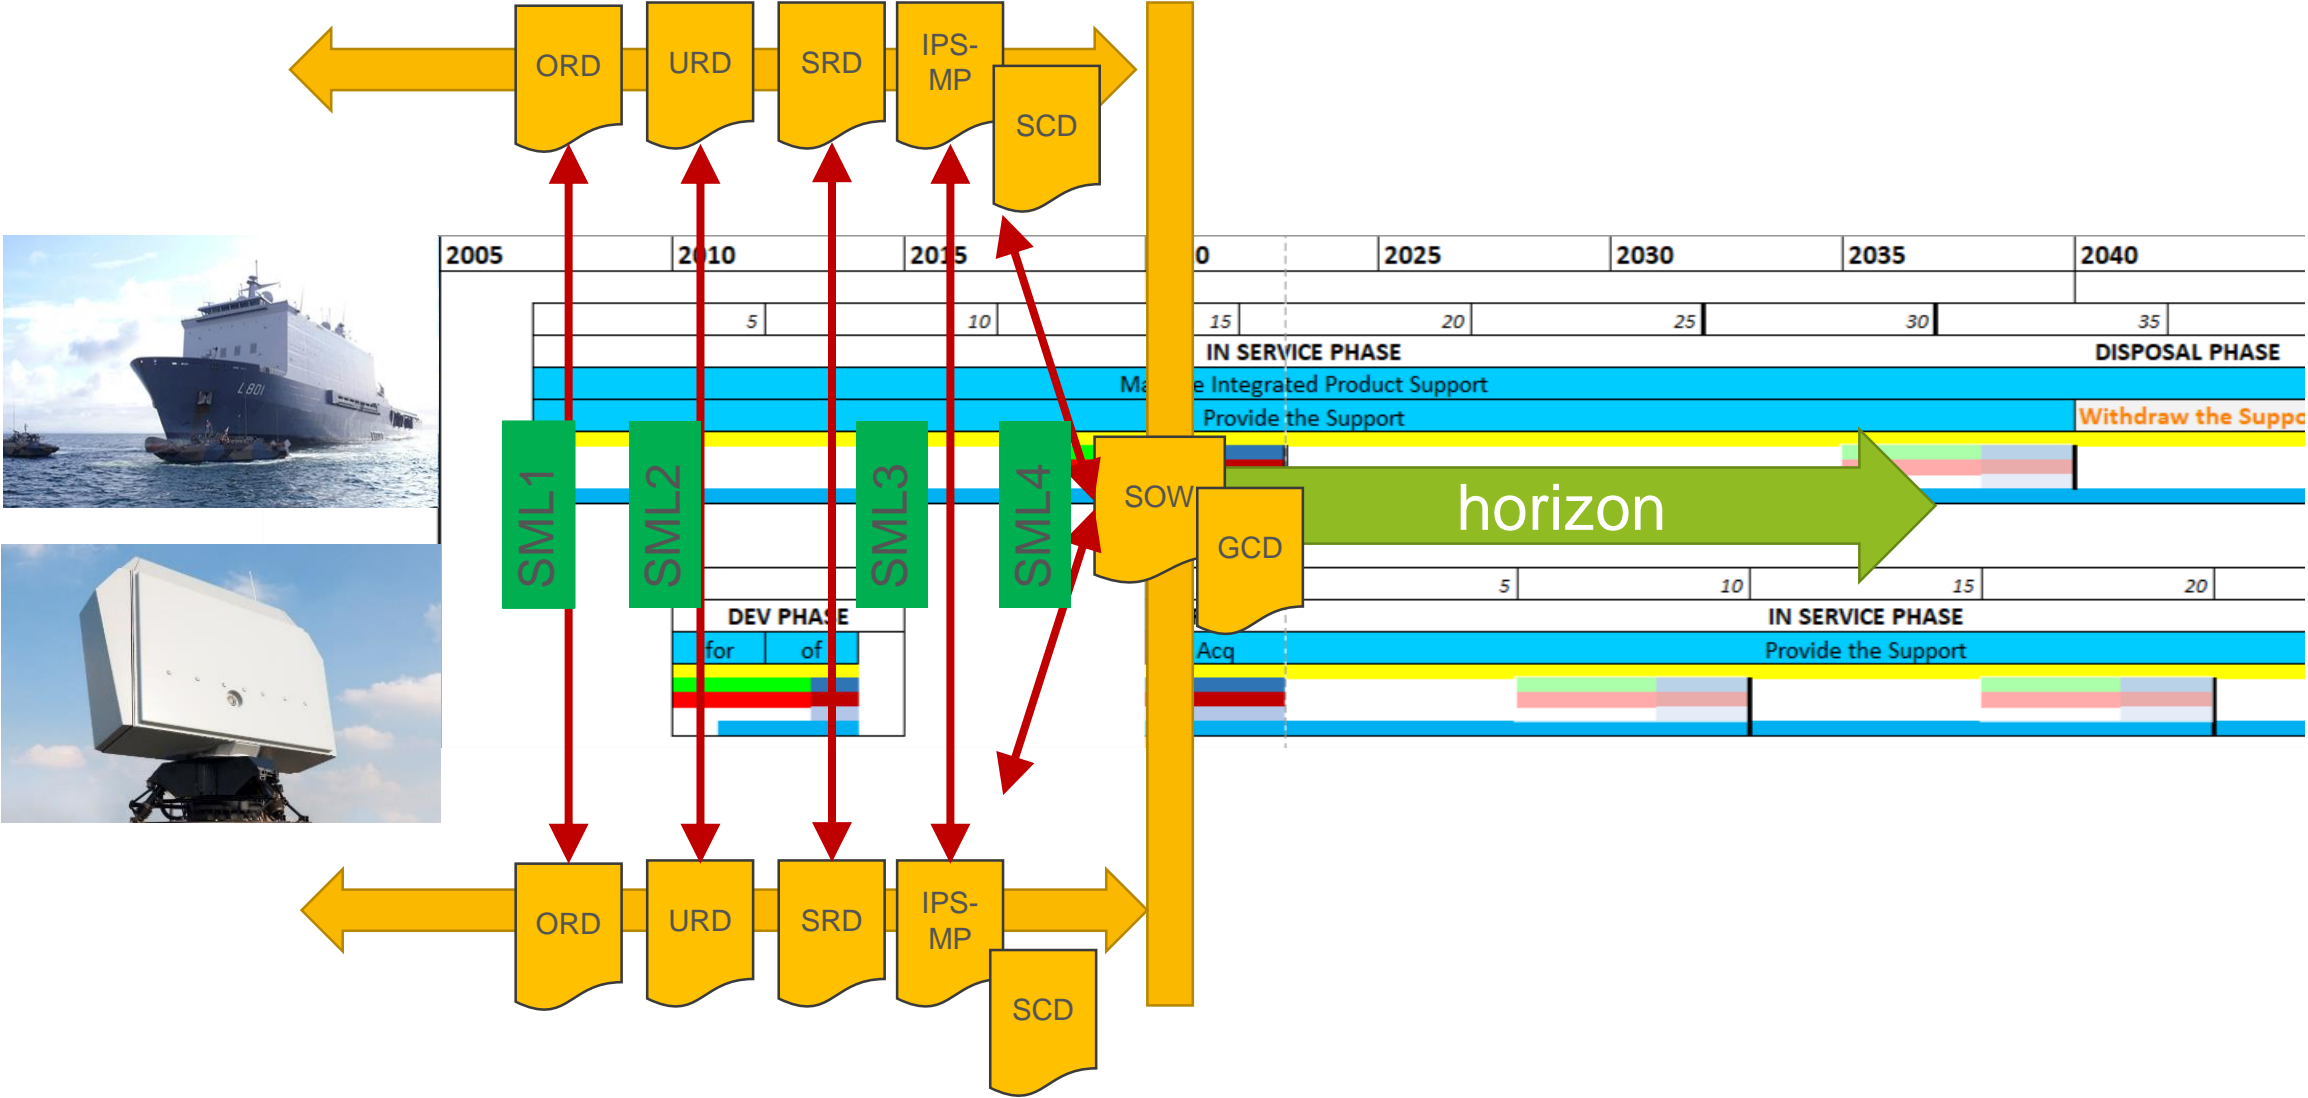 ORD
URD
SRD
IPS-
MP
SCD
2005
2010
2015
0
2025
2030
2035
2040
5
10
15
20
25
30
35
IN SERVICE PHASE
DISPOSAL PHASE
Integrated Product Support
Provide the Support
Withdraw the Suppo
L 801
SML1
SML2
SML3
SML4
SOW
GCD
horizon
5
10
15
20
DEV PHASE
IN SERVICE PHASE
for
of
Acq
Provide the Support
ORD
URD
SRD
IPS-
MP
SCD